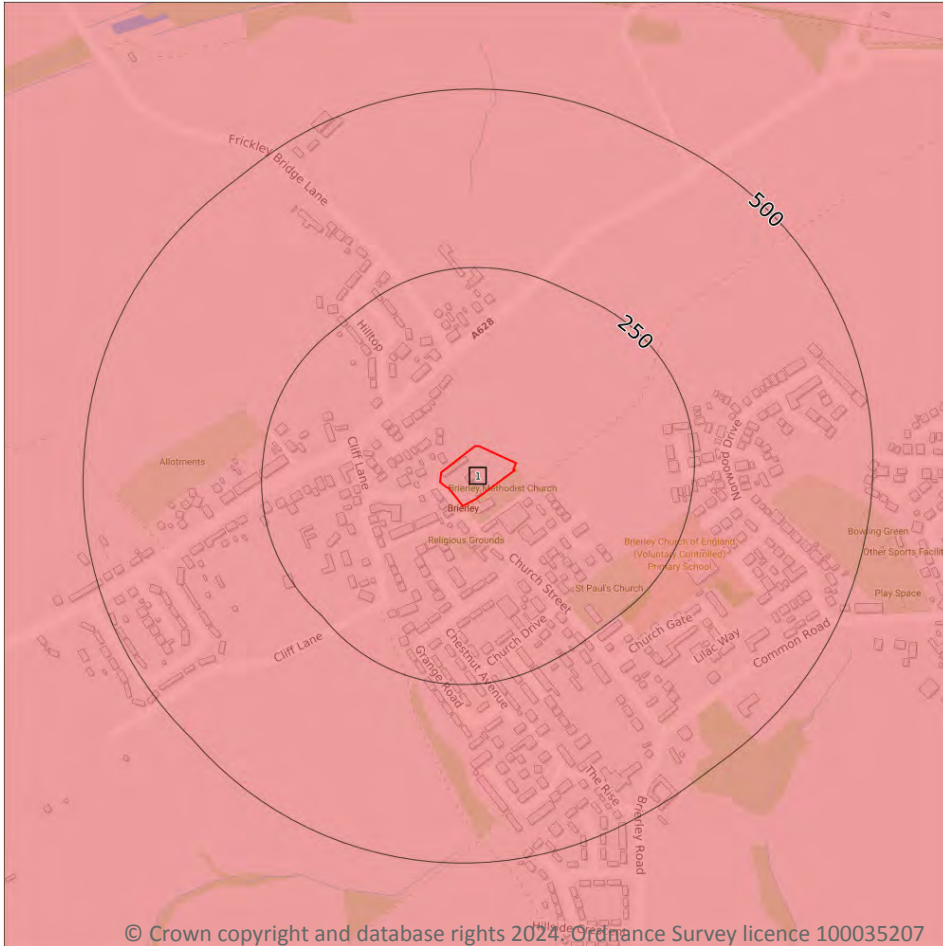 Frickley Bridge Lane
500
250
A628
Hilltop
Norwood Drive
Allotments
Cliff Lane
1
Brierley Methodist Church
Brierley
Religious Grounds
Bowling Green
Other Sports Facilit
Brierley Church of England
(Voluntary Controlled)
Primary School
Church Street
St Paul's Church
Play Space
Church Gate
Lilac Way
Common Road
Church Drive
Chestnut Avenue
Grange Road
Cliff Lane
The Rise
Brierley Road
Hillside Crescent
© Crown copyright and database rights 2024. Ordnance Survey licence 100035207